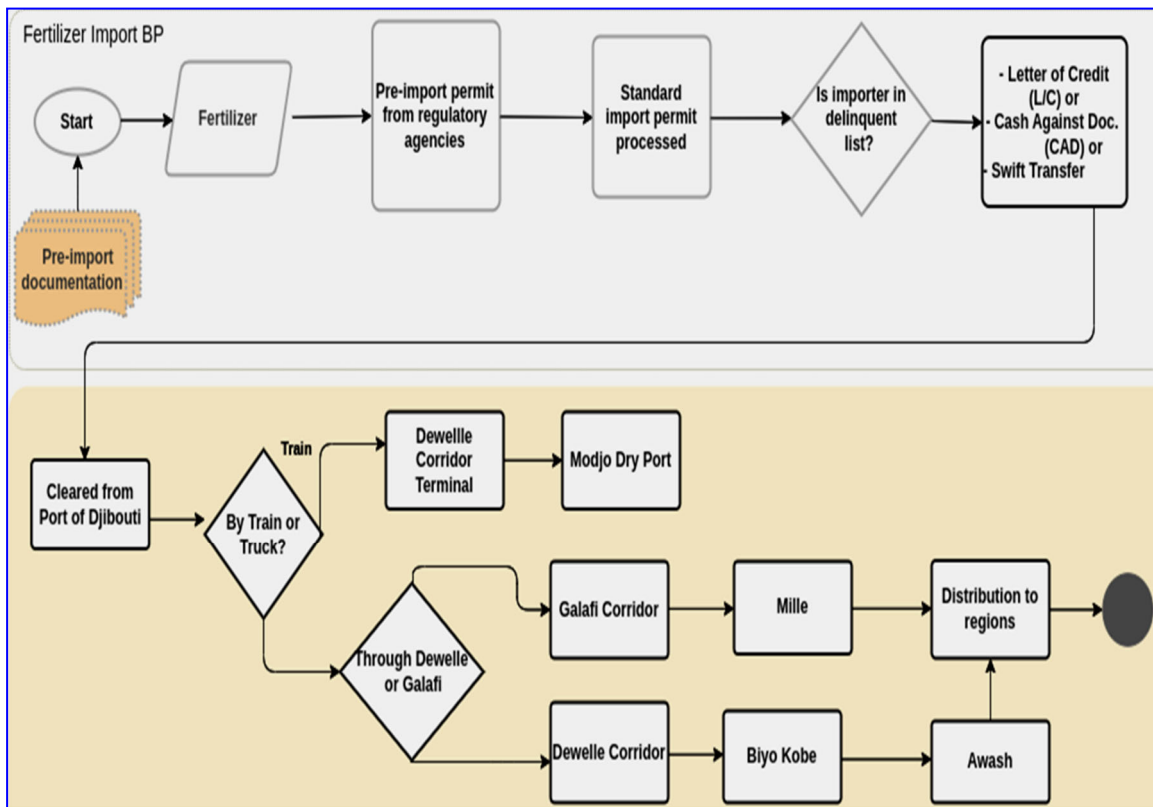 Fertilizer Import BP
Start
Fertilizer
Pre-import permit
from regulatory
agencies
Standard
import permit
processed
Is importer in
delinquent
list?
- Letter of Credit
(L/C) or
- Cash Against Doc.
(CAD) or
- Swift Transfer
Pre-import
documentation
Cleared from
Port of Djibouti
By Train or
Truck?
Train
Dewellle
Corridor
Terminal
Modjo Dry Port
Through Dewelle
or Galafi
Galafi Corridor
Mille
Distribution to
regions
Dewelle Corridor
Biyo Kobe
Awash